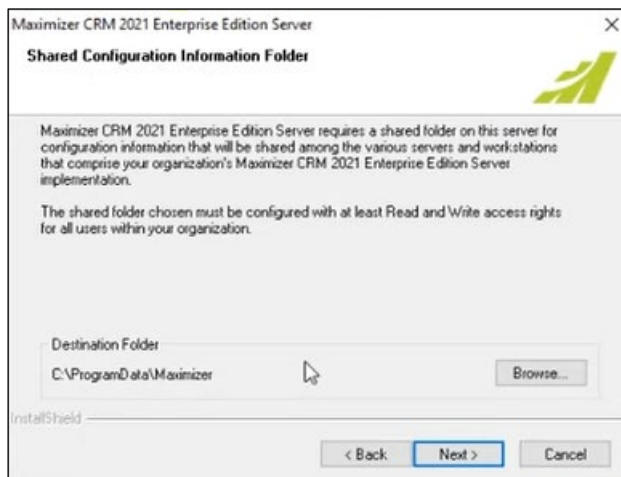 Maximizer CRM 2021 Enterprise Edition Server
Shared Configuration Information Folder
Maximizer CRM 2021 Enterprise Edition Server requires a shared folder on this server for
configuration information that will be shared among the various servers and workstations
that comprise your organization's Maximizer CRM 2021 Enterprise Edition Server
implementation.
The shared folder chosen must be configured with at least Read and Write access rights
for all users within your organization.
Destination Folder
C:\ProgramData\Maximizer
Browse...
InstallShield
< Back
Next >
Cancel